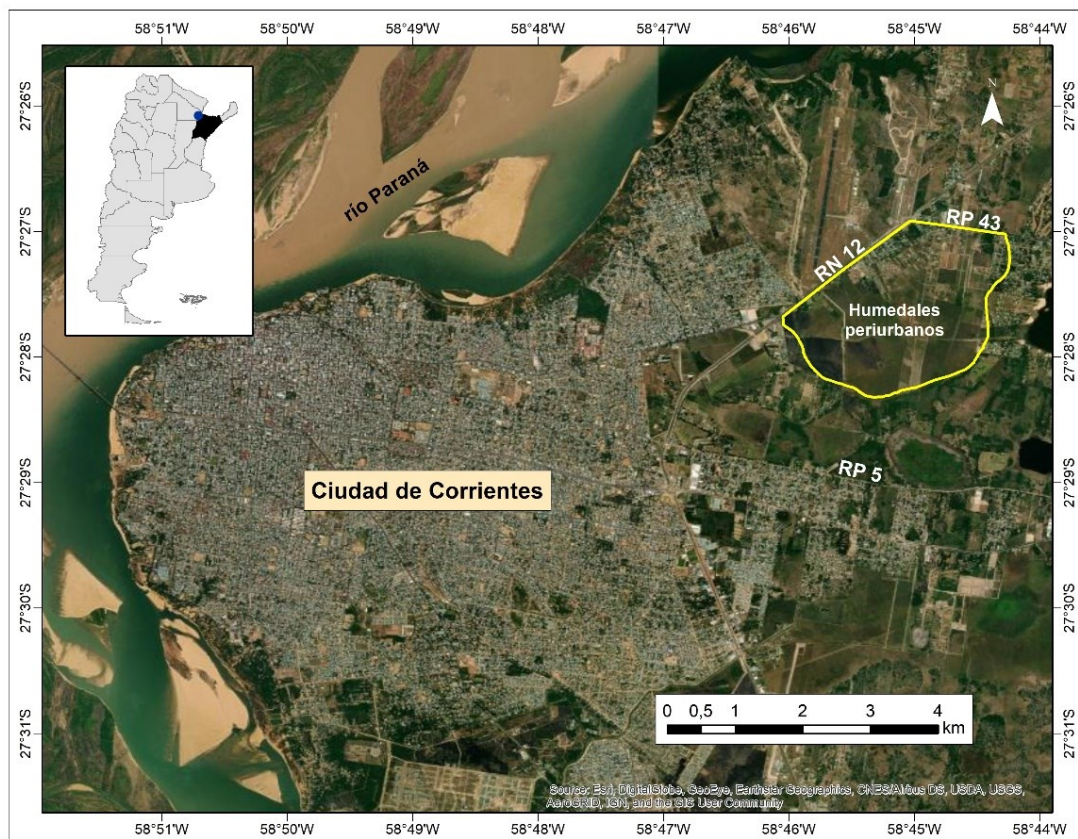 58°51'W 58°50'W 58°49'W 58°48'W 58°47'W 58°46'W 58°45'W 58°44'W
27°26'S 27°26'S
N
río Paraná
27°27'S 27°27'S
RP 43
RN 12
Humedales
periurbanos
27°28'S 27°28'S
RP 5
27°29'S 27°29'S
Ciudad de Corrientes
27°30'S 27°30'S
0 0,5 1 2 3 4
km
27°31'S 27°31'S
Source: Esri, DigitalGlobe, GeoEye, Earthstar Geographics, CNES/Airbus DS, USDA, USGS,
AeroGRID, IGN, and the GIS User Community
58°51'W 58°50'W 58°49'W 58°48'W 58°47'W 58°46'W 58°45'W 58°44'W